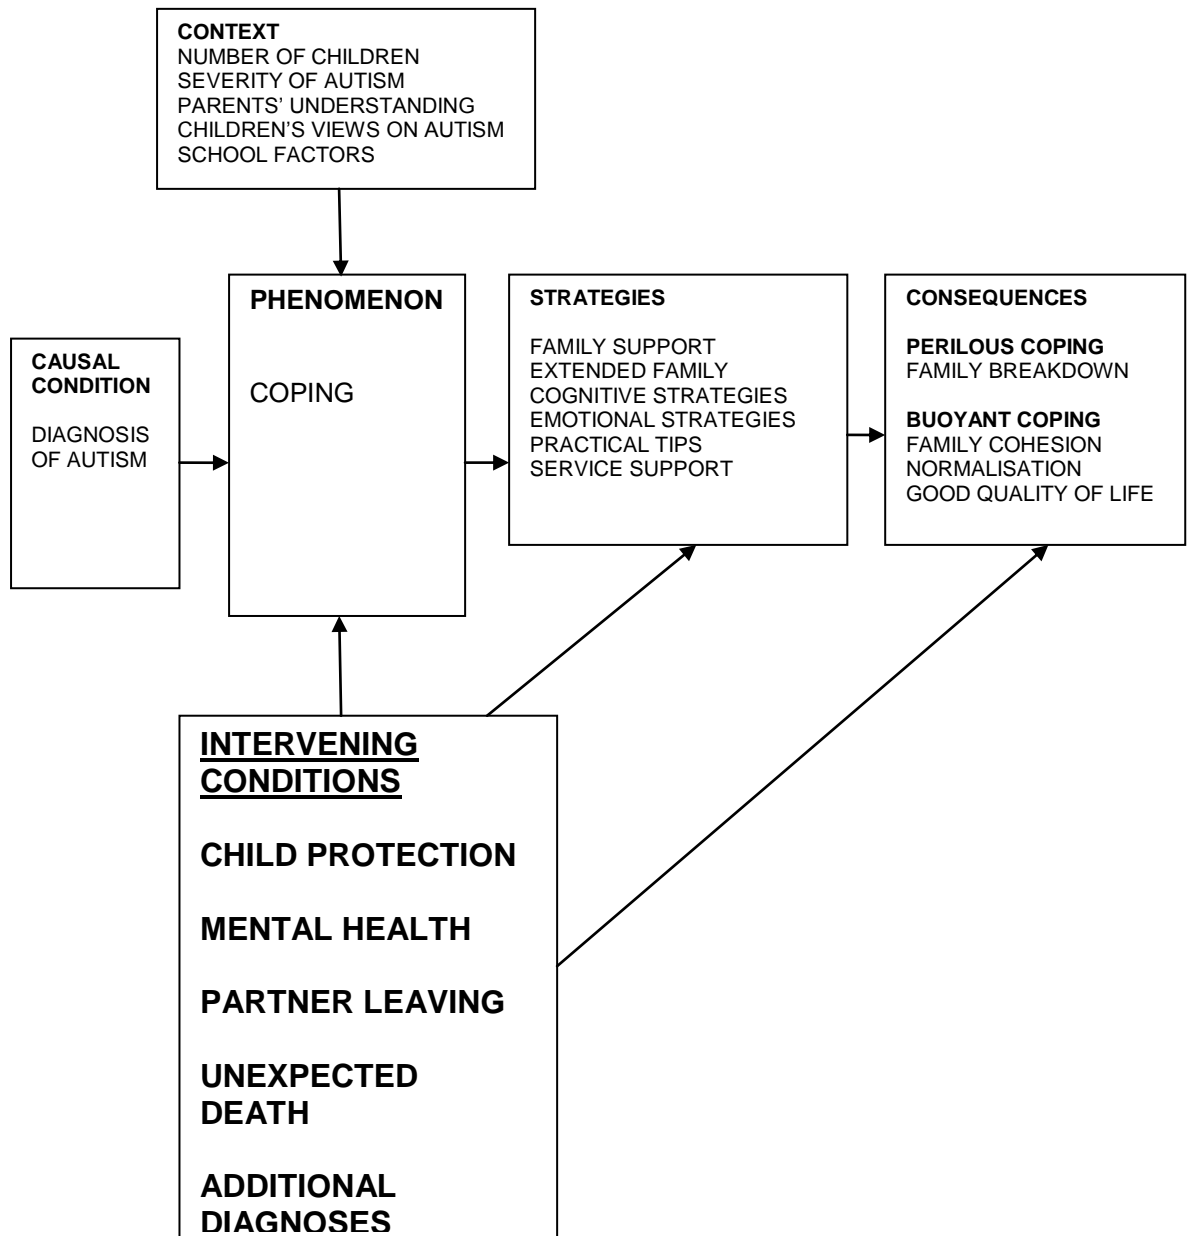 CONTEXT
NUMBER OF CHILDREN
SEVERITY OF AUTISM
PARENTS’ UNDERSTANDING
CHILDREN’S VIEWS ON AUTISM
SCHOOL FACTORS
CAUSAL
CONDITION
DIAGNOSIS
OF AUTISM
PHENOMENON
COPING
STRATEGIES
FAMILY SUPPORT
EXTENDED FAMILY
COGNITIVE STRATEGIES
EMOTIONAL STRATEGIES
PRACTICAL TIPS
SERVICE SUPPORT
CONSEQUENCES
PERILOUS COPING
FAMILY BREAKDOWN
BUOYANT COPING
FAMILY COHESION
NORMALISATION
GOOD QUALITY OF LIFE
INTERVENING
CONDITIONS
CHILD PROTECTION
MENTAL HEALTH
PARTNER LEAVING
UNEXPECTED
DEATH
ADDITIONAL
DIAGNOSES